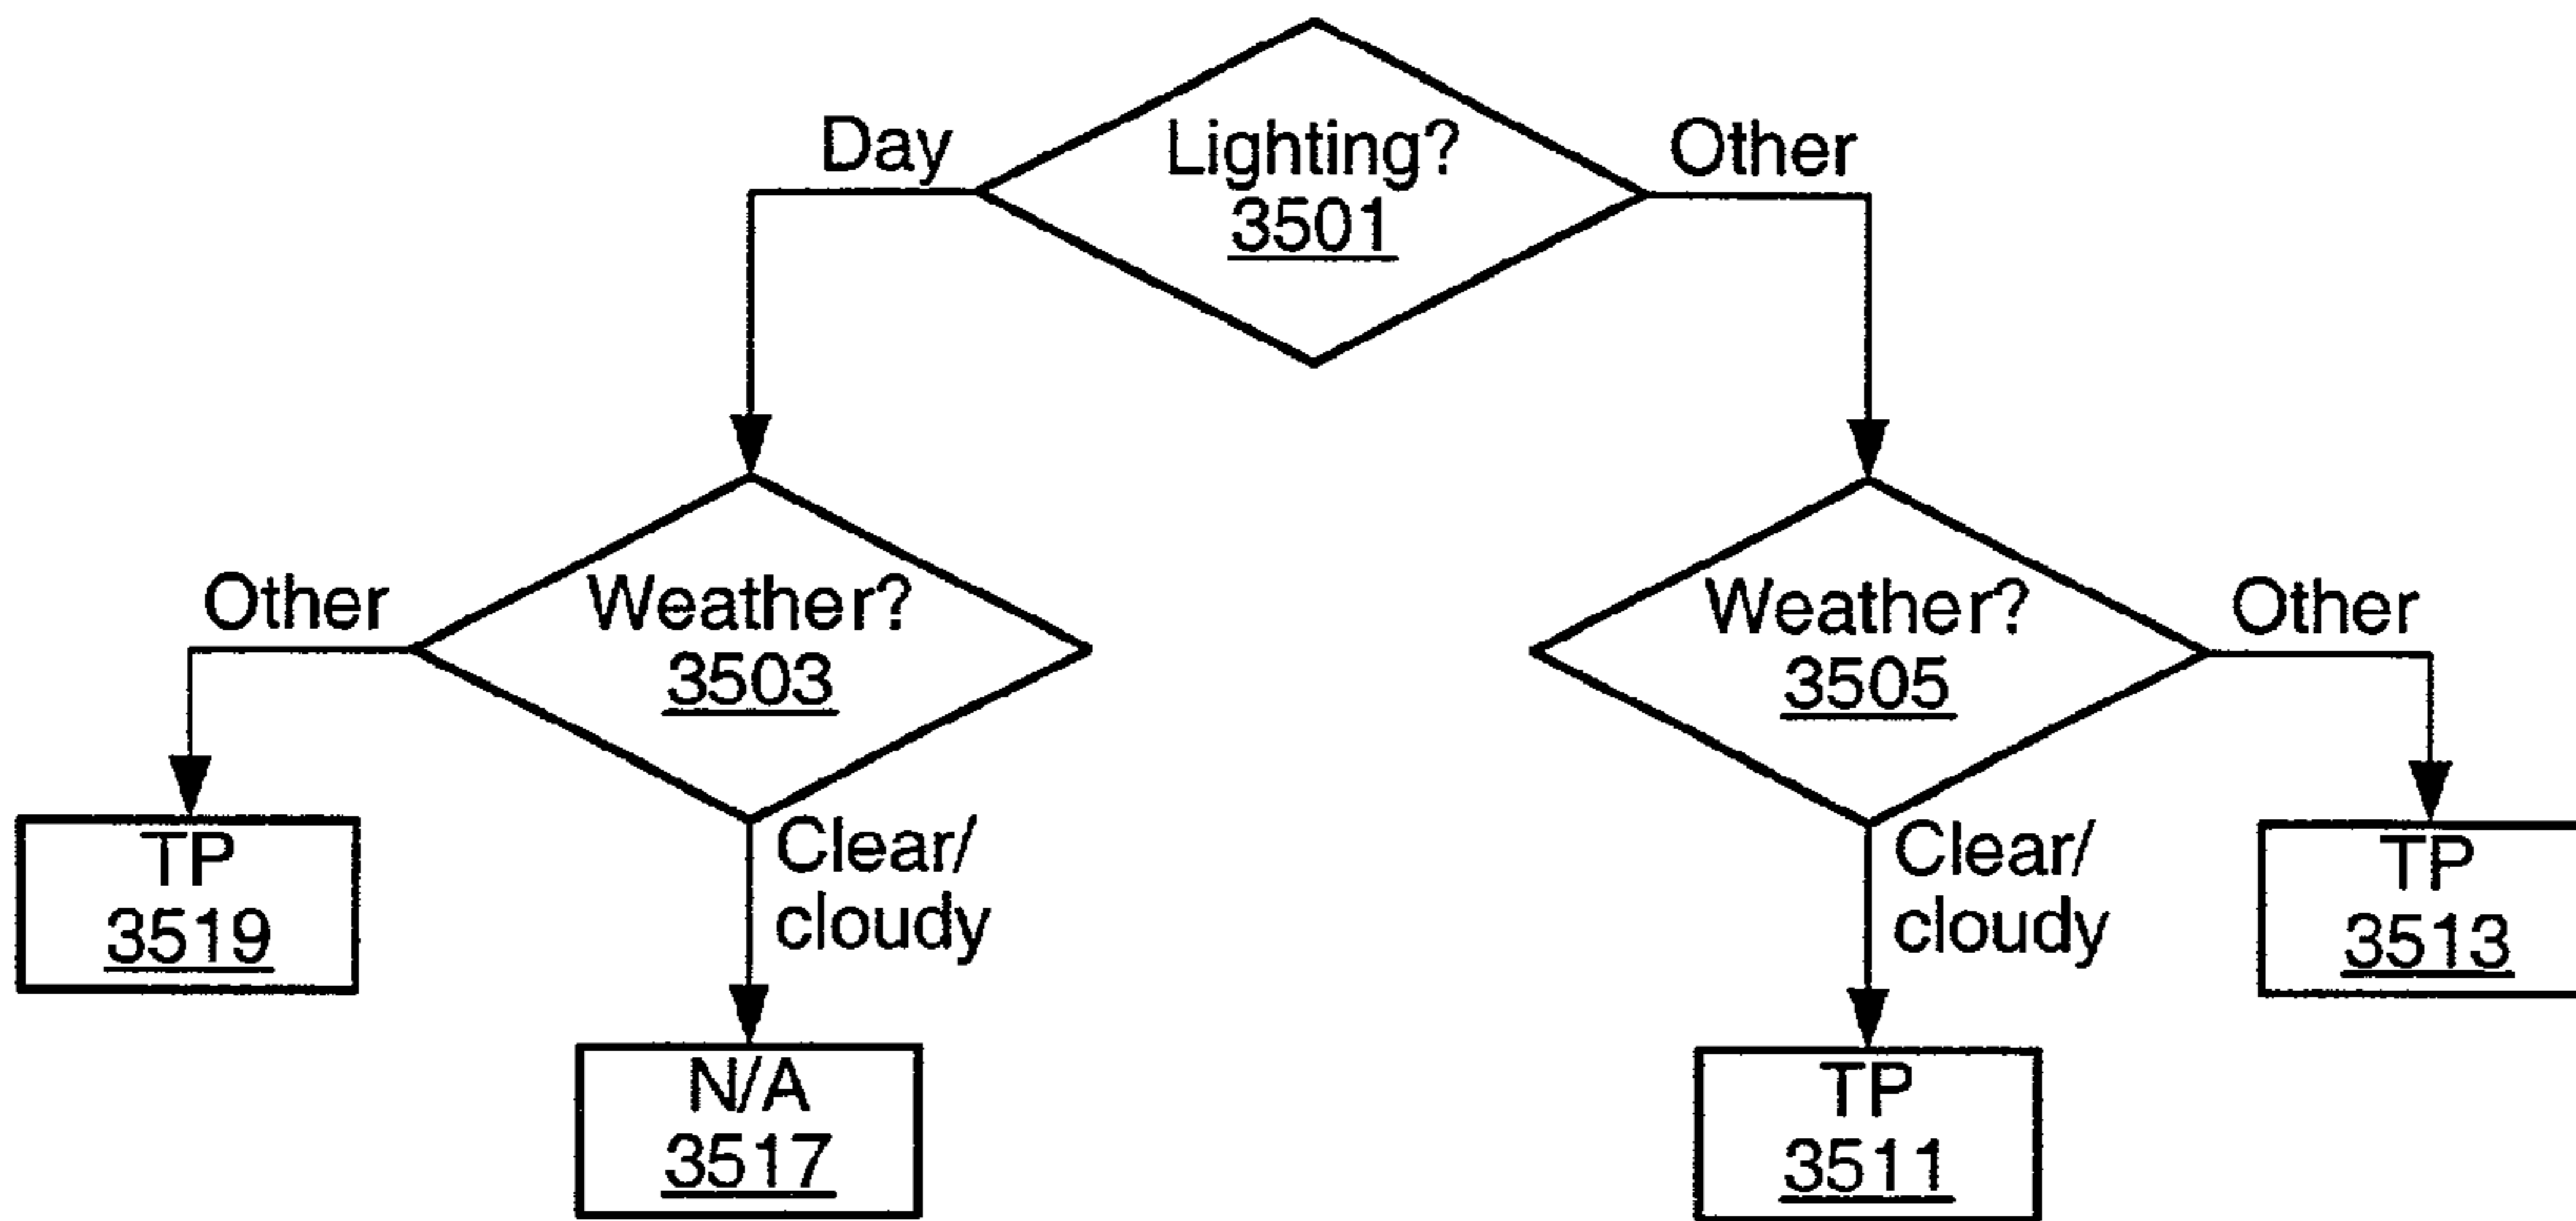 Lighting?
3501
Day
Other
Weather?
3503
Other
Clear/
cloudy
TP
3519
N/A
3517
Weather?
3505
Other
Clear/
cloudy
TP
3511
TP
3513